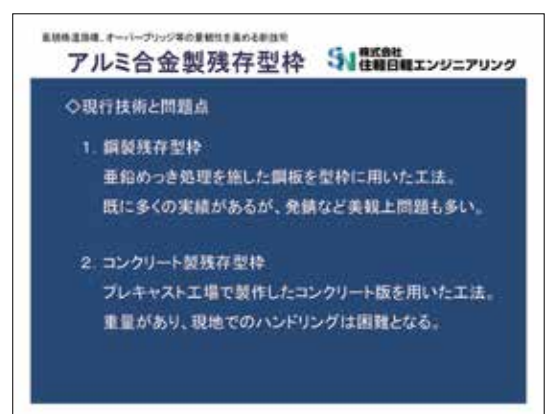 高規格道路橋、オーバーブリッジ等の景観性を高める新技術
アルミ合金製残存型枠
SN 株式会社
住軽日軽エンジニアリング
◇現行技術と問題点
1. 鋼製残存型枠
亜鉛めっき処理を施した鋼板を型枠に用いた工法。
既に多くの実績があるが、発錆など美観上問題も多い。
2. コンクリート製残存型枠
プレキャスト工場で製作したコンクリート版を用いた工法。
重量があり、現地でのハンドリングは困難となる。